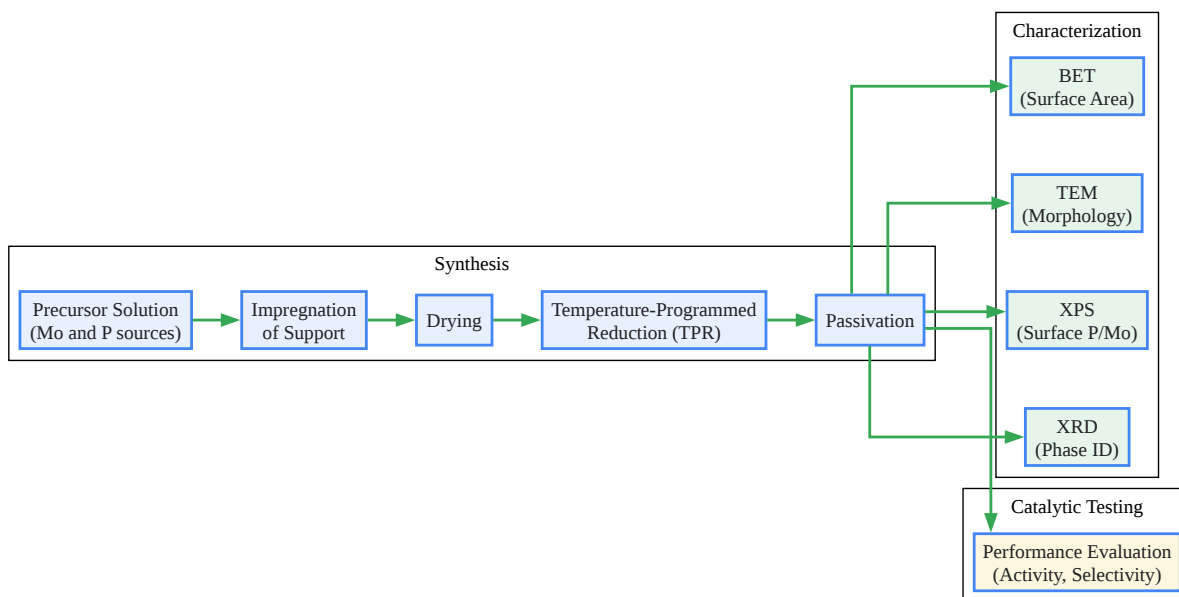 Characterization
BET
(Surface Area)
TEM
(Morphology)
Synthesis
Precursor Solution
(Mo and P sources)
Impregnation
of Support
Drying
Temperature-Programmed
Reduction (TPR)
Passivation
XPS
(Surface P/Mo)
XRD
(Phase ID)
Catalytic Testing
Performance Evaluation
(Activity, Selectivity)